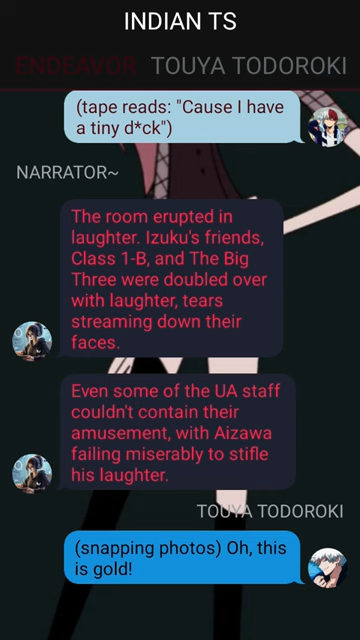 INDIAN TS
ENDEAVOR TOUYA TODOROKI
(tape reads: "Cause I have
a tiny d*ck")
NARRATOR~
The room erupted in
laughter. Izuku's friends,
Class 1-B, and The Big
Three were doubled over
with laughter, tears
streaming down their
faces.
Even some of the UA staff
couldn't contain their
amusement, with Aizawa
failing miserably to stifle
his laughter.
TOUYA TODOROKI
(snapping photos) Oh, this
is gold!